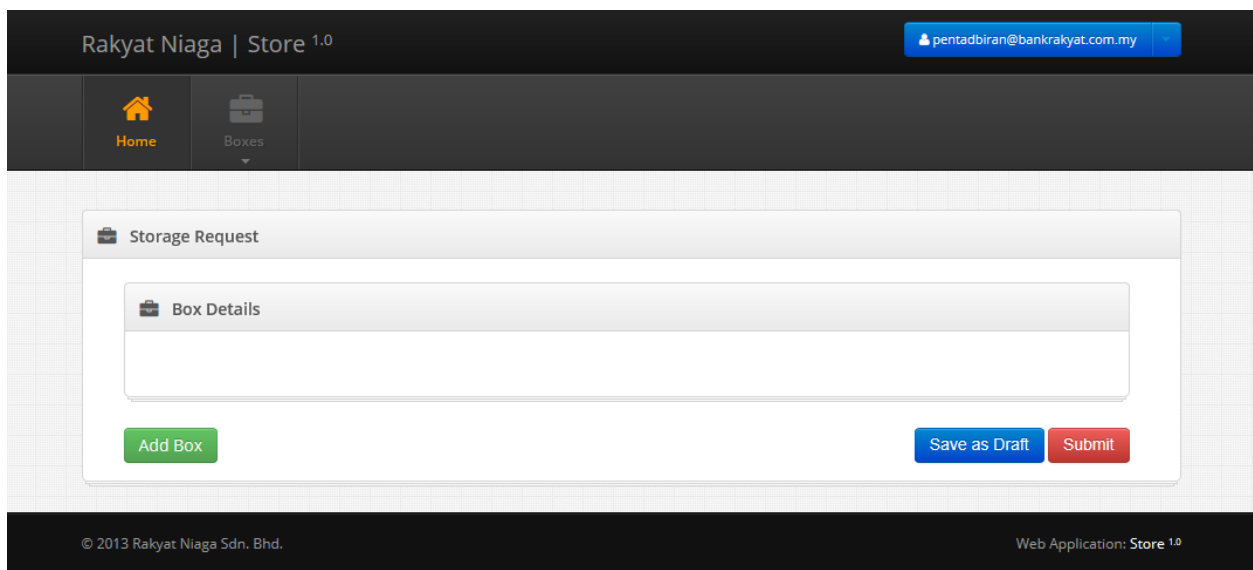 Rakyat Niaga | Store 1.0
pentadbiran@bankrakyat.com.my
Home
Boxes
Storage Request
Box Details
Add Box
Save as Draft
Submit
© 2013 Rakyat Niaga Sdn. Bhd.
Web Application: Store 1.0